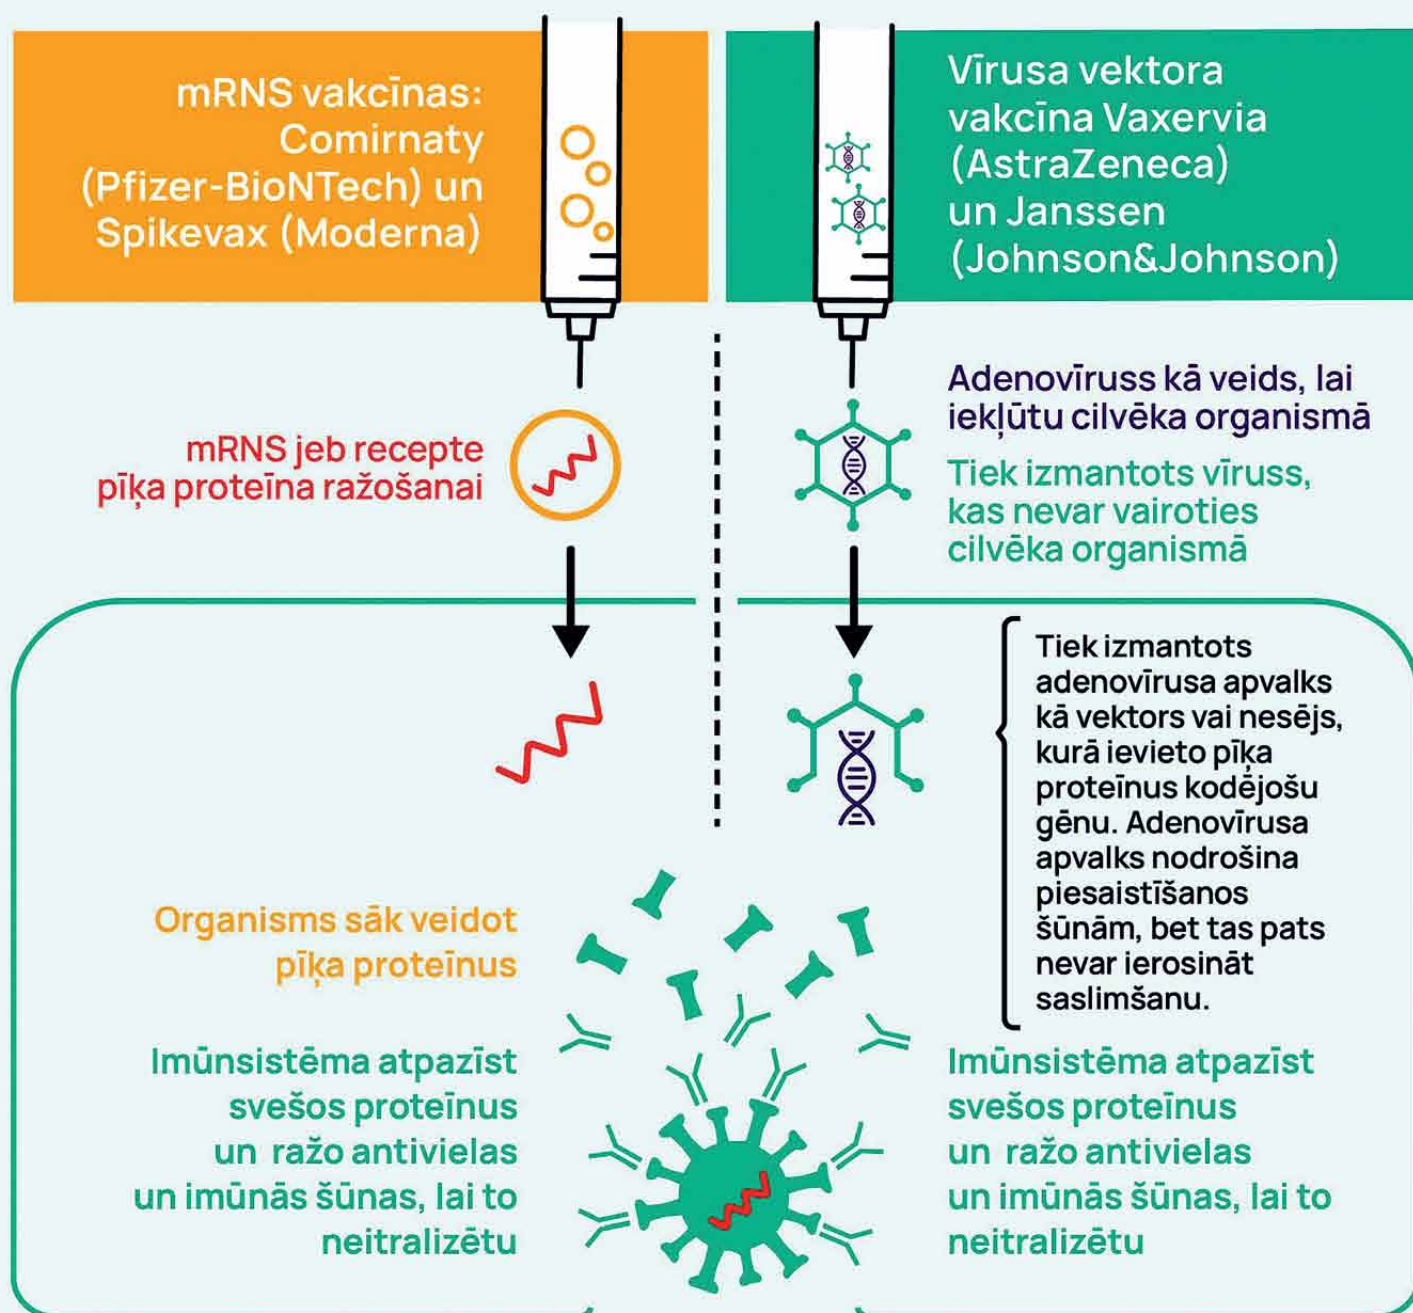 mRNS vakcīnas:
Comirnaty
(Pfizer-BioNTech) un
Spikevax (Moderna)
Vīrusa vektora
vakcīna Vaxervia
(AstraZeneca)
un Janssen
(Johnson&Johnson)
mRNS jeb recepte
pīķa proteīna ražošanai
Adenovīruss kā veids, lai
iekļūtu cilvēka organismā
Tiek izmantots vīruss,
kas nevar vairoties
cilvēka organismā
Tiek izmantots
adenovīrusa apvalks
kā vektors vai nesējs,
kurā ievieto pīķa
proteīnus kodējošu
gēnu. Adenovīrusa
apvalks nodrošina
piesaistīšanos
šūnām, bet tas pats
nevar ierosināt
saslimšanu.
Organisms sāk veidot
pīķa proteīnus
Imūnsistēma atpazīst
svešos proteīnus
un ražo antivielas
un imūnās šūnas, lai to
neitralizētu
Imūnsistēma atpazīst
svešos proteīnus
un ražo antivielas
un imūnās šūnas, lai to
neitralizētu